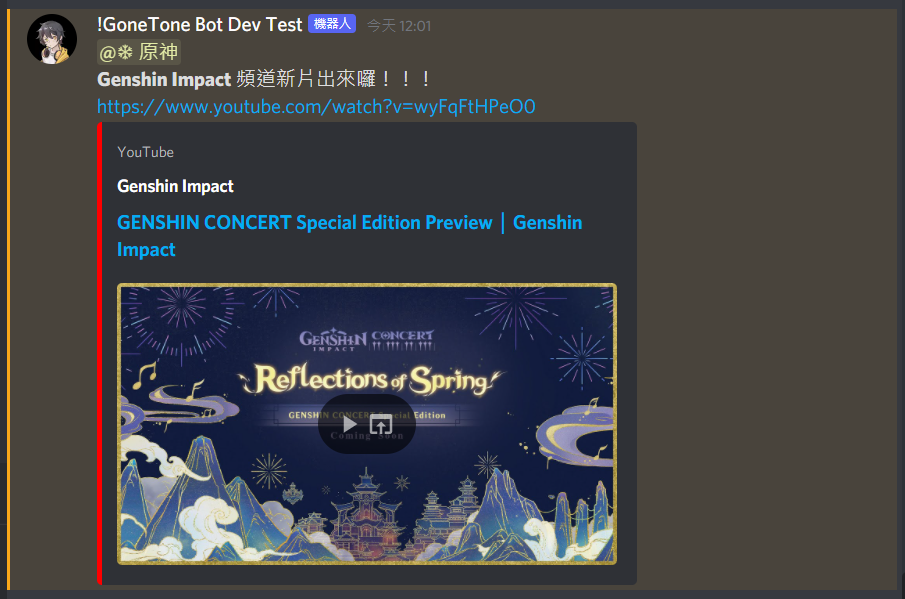 !GoneTone Bot Dev Test 機器人 今天 12:01
@❄ 原神
Genshin Impact 頻道新片出來囉！！！
https://www.youtube.com/watch?v=wyFqFtHPeO0
YouTube
Genshin Impact
GENSHIN CONCERT Special Edition Preview | Genshin
Impact
GENSHIN CONCERT
IMPACT
Reflections of Spring!
GENSHIN CONCERT Special Edition
Coming Soon